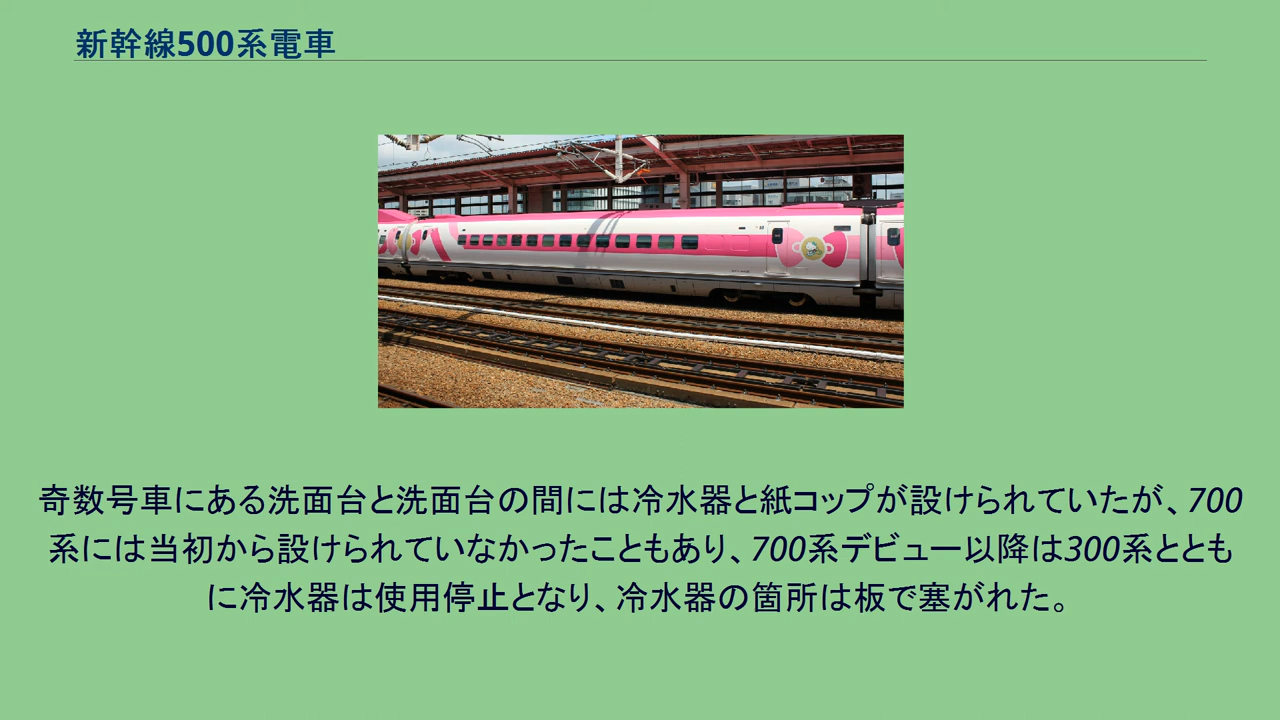 新幹線500系電車
奇数号車にある洗面台と洗面台の間には冷水器と紙コップが設けられていたが、700
系には当初から設けられていなかったこともあり、700系デビュー以降は300系ととも
に冷水器は使用停止となり、冷水器の箇所は板で塞がれた。